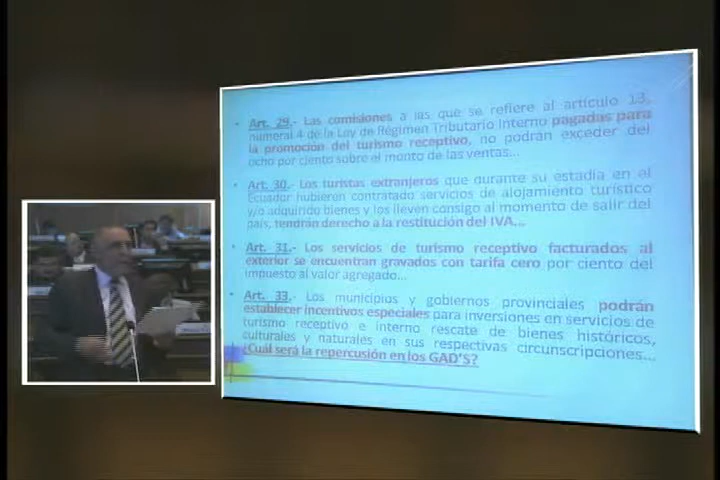 • Art. 29.- Las comisiones a las que se refiere al artículo 13,
numeral 4 de la Ley de Régimen Tributario Interno pagadas para
la promoción del turismo receptivo, no podrán exceder del
ocho por ciento sobre el monto de las ventas...
• Art. 30.- Los turistas extranjeros que durante su estadía en el
Ecuador hubieren contratado servicios de alojamiento turístico
y/o adquirido bienes y los lleven consigo al momento de salir del
país, tendrán derecho a la restitución del IVA...
• Art. 31.- Los servicios de turismo receptivo facturados al
exterior se encuentran gravados con tarifa cero por ciento del
impuesto al valor agregado...
• Art. 33.- Los municipios y gobiernos provinciales podrán
establecer incentivos especiales para inversiones en servicios de
turismo receptivo e interno rescate de bienes históricos,
culturales y naturales en sus respectivas circunscripciones...
¿Cuál será la repercusión en los GAD'S?